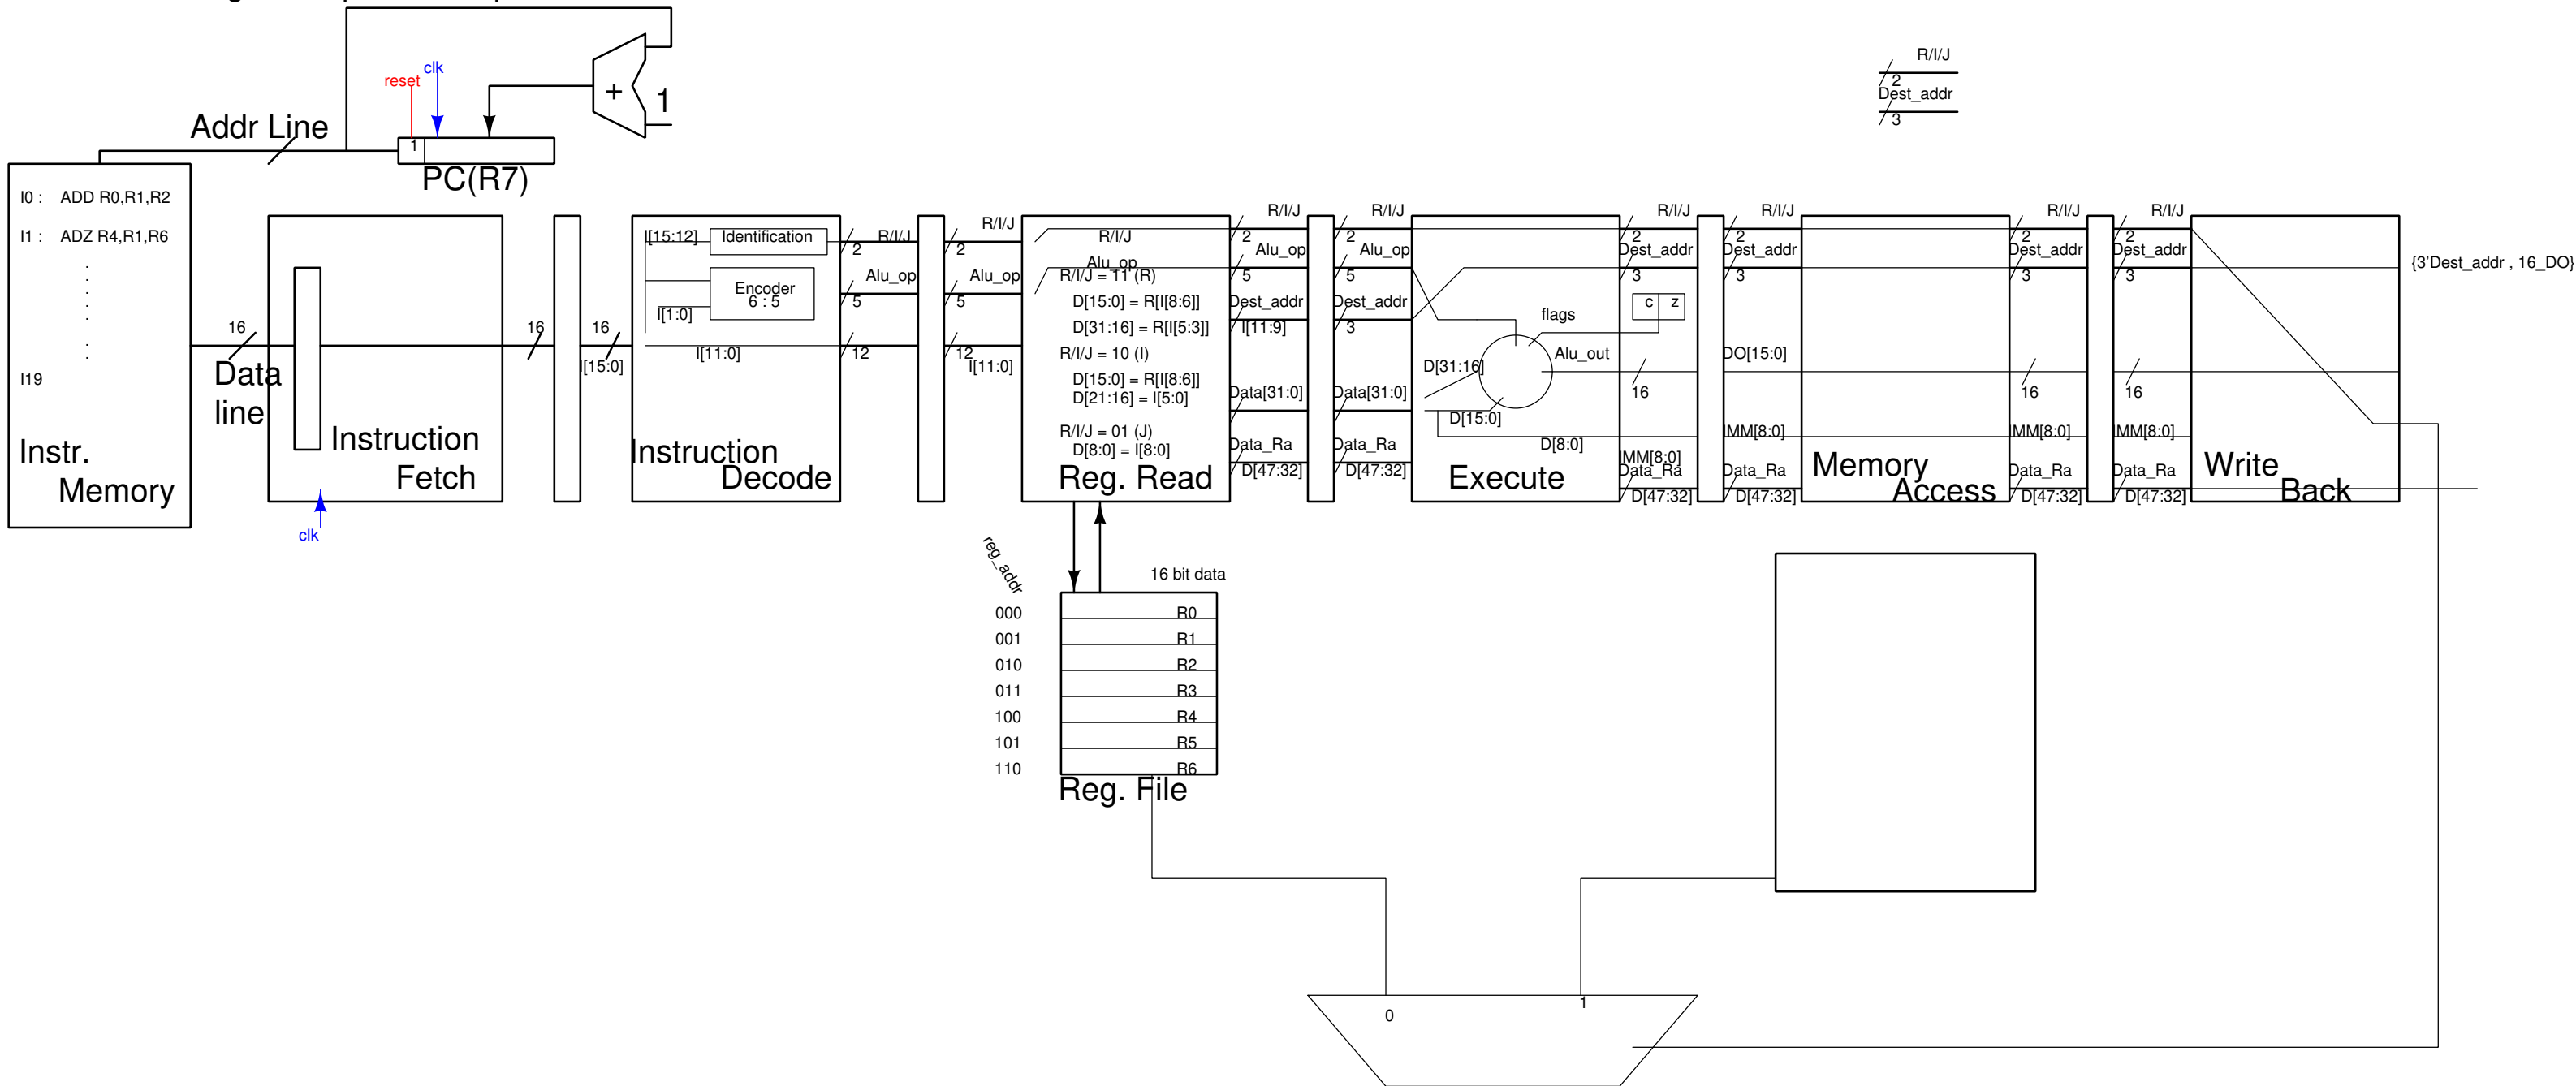 R/I/J
2
Dest_addr
3
reset
clk
+
1
Addr Line
1
PC(R7)
I0 : ADD R0,R1,R2
I1 : ADZ R4,R1,R6
I19
Instr.
Memory
16
Data
line
Instruction
Fetch
clk
16
16
I[15:0]
I[15:12]
Identification
Encoder
6 : 5
I[1:0]
I[11:0]
Instruction
Decode
R/I/J
2
Alu_op
5
12
R/I/J
2
Alu_op
5
12
I[11:0]
R/I/J
Alu_op
R/I/J = 11 (R)
D[15:0] = R[I[8:6]]
D[31:16] = R[I[5:3]]
R/I/J = 10 (I)
D[15:0] = R[I[8:6]]
D[21:16] = I[5:0]
R/I/J = 01 (J)
D[8:0] = I[8:0]
Reg. Read
R/I/J
2
Alu_op
5
Dest_addr
I[11:9]
Data[31:0]
Data_Ra
D[47:32]
R/I/J
2
Alu_op
5
Dest_addr
3
Data[31:0]
Data_Ra
D[47:32]
flags
Alu_out
D[31:16]
D[15:0]
D[8:0]
Execute
R/I/J
2
Dest_addr
3
c z
16
IMM[8:0]
Data_Ra
D[47:32]
R/I/J
2
Dest_addr
3
DO[15:0]
IMM[8:0]
Data_Ra
D[47:32]
Memory
Access
R/I/J
2
Dest_addr
3
16
IMM[8:0]
Data_Ra
D[47:32]
R/I/J
2
Dest_addr
3
16
IMM[8:0]
Data_Ra
D[47:32]
Write
Back
{3'Dest_addr , 16_DO}
reg_addr
16 bit data
000 R0
001 R1
010 R2
011 R3
100 R4
101 R5
110 R6
Reg. File
0
1